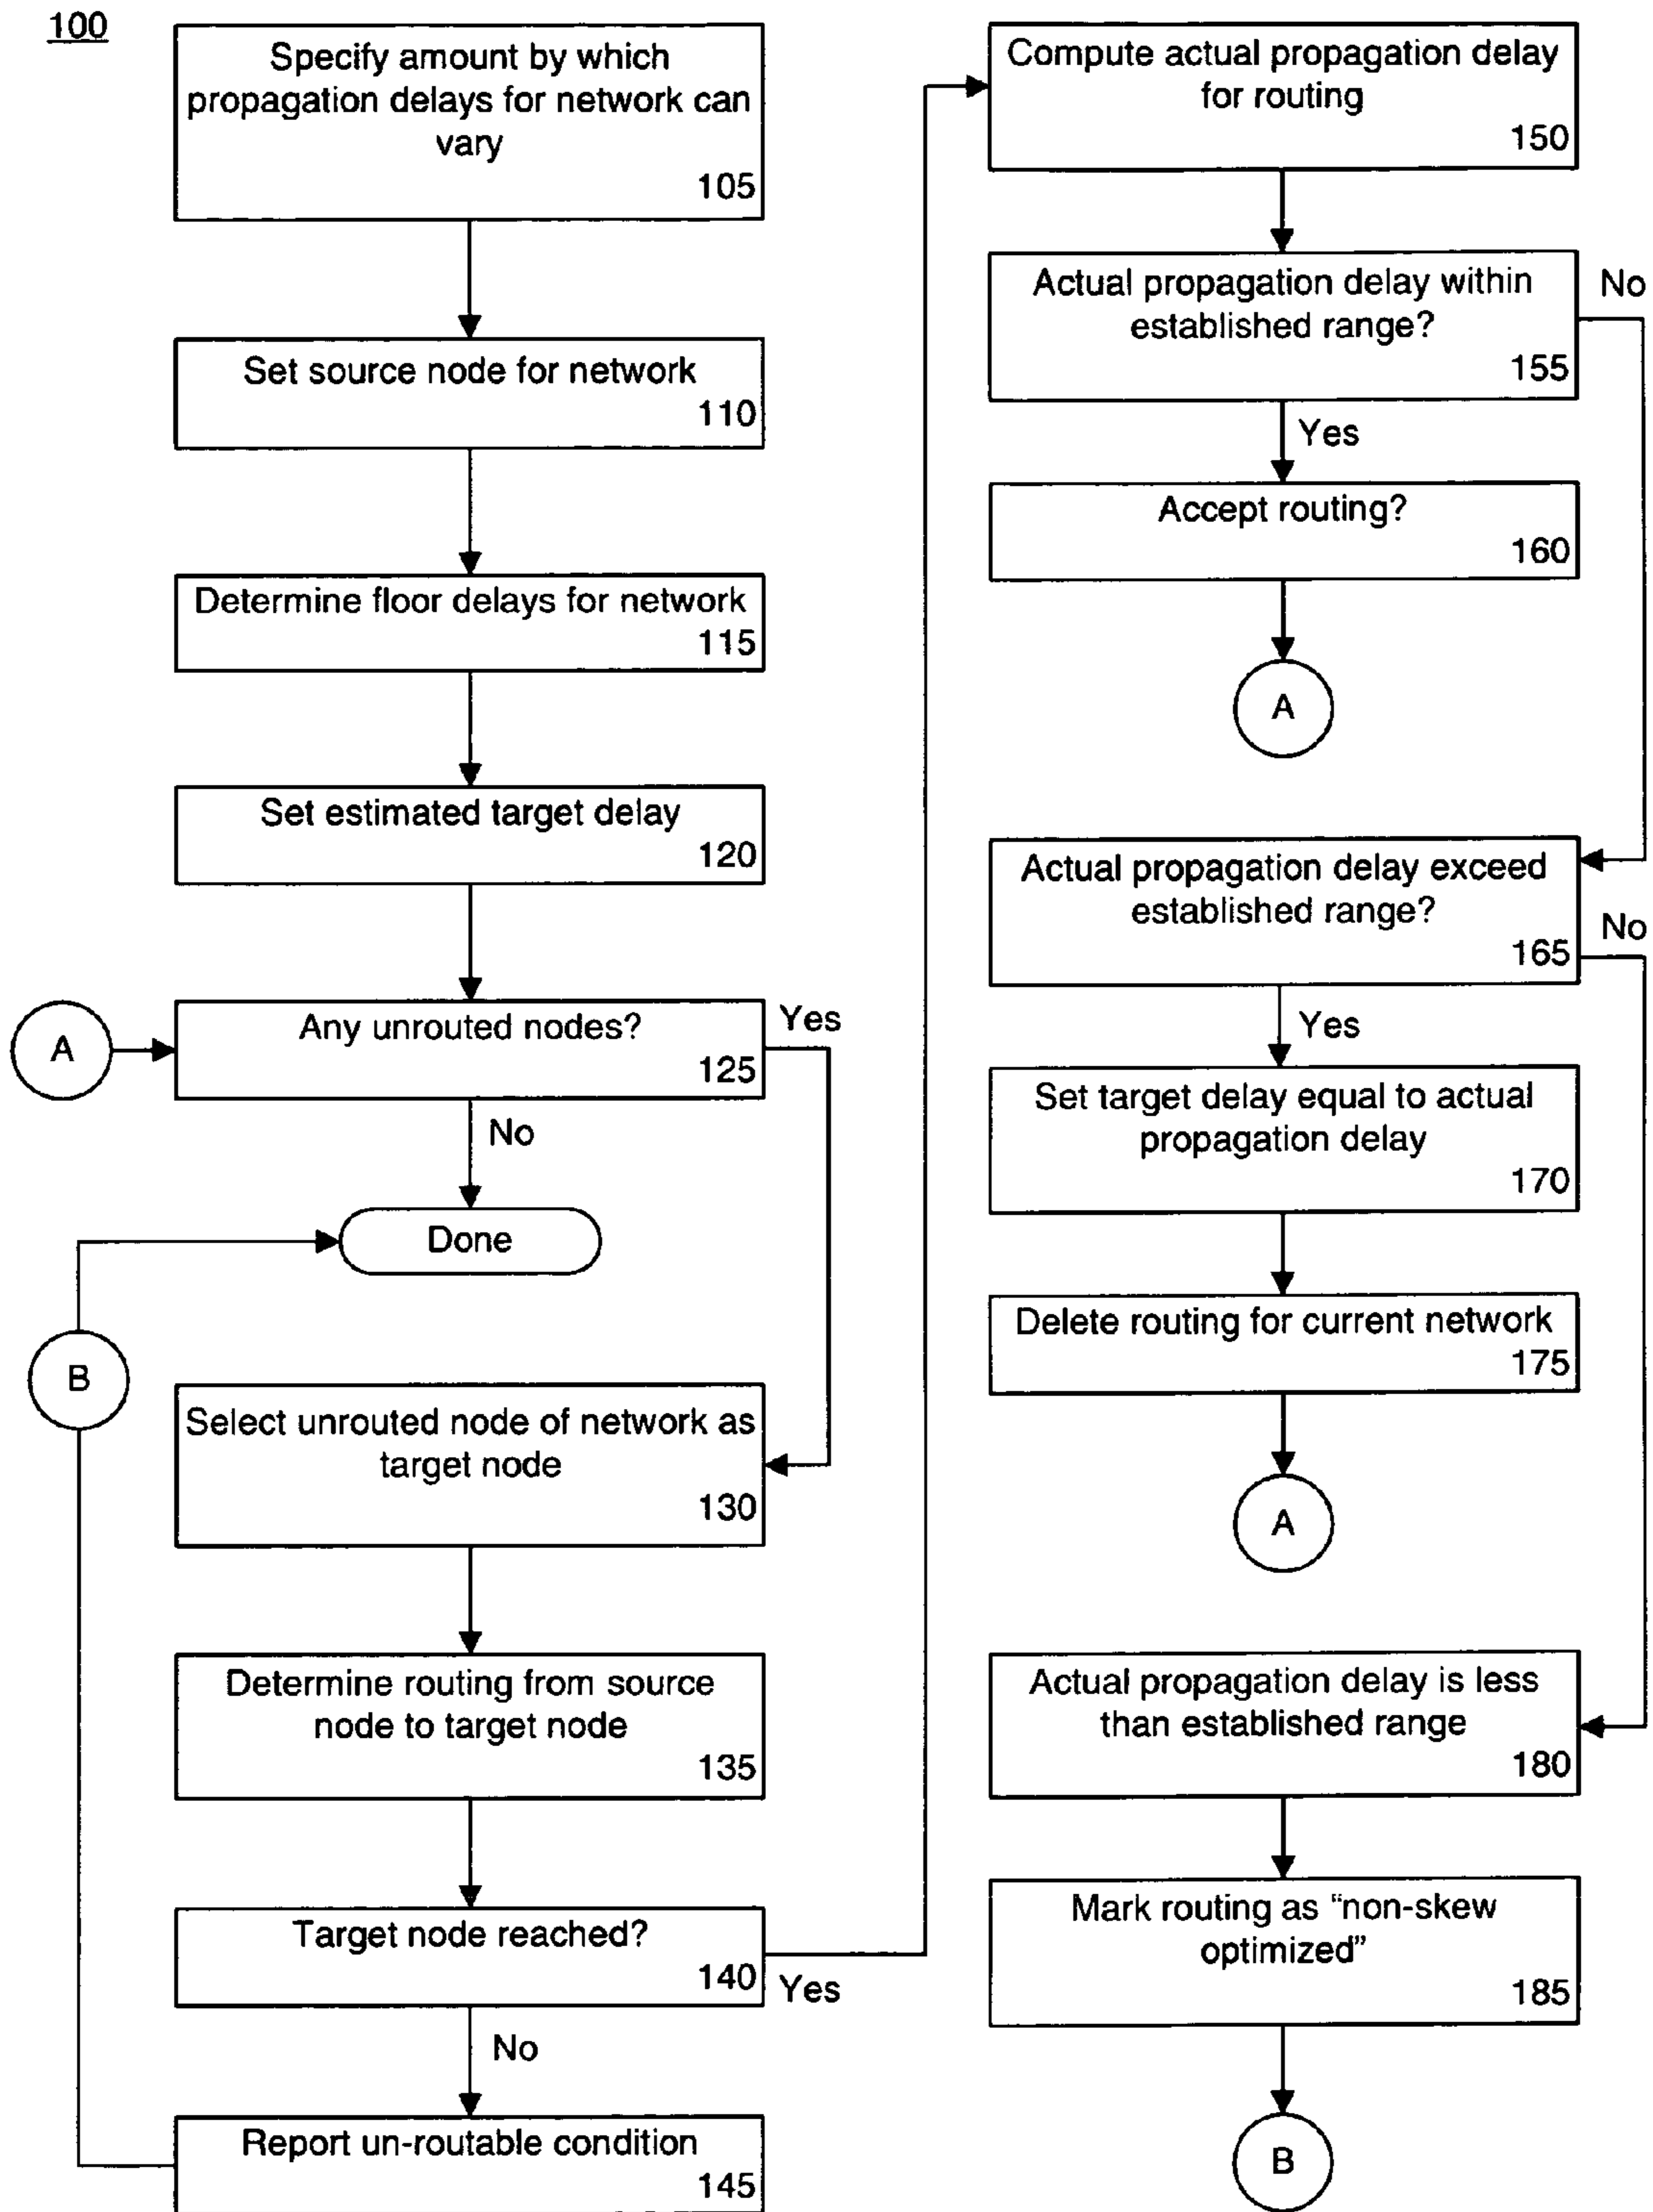 100
Specify amount by which
propagation delays for network can
vary
105
Set source node for network
110
Determine floor delays for network
115
Set estimated target delay
120
A
Any unrouted nodes?
125
Yes
No
Done
B
Select unrouted node of network as
target node
130
Determine routing from source
node to target node
135
Target node reached?
140
Yes
No
Report un-routable condition
145
Compute actual propagation delay
for routing
150
Actual propagation delay within
established range?
155
No
Yes
Accept routing?
160
A
Actual propagation delay exceed
established range?
165
No
Yes
Set target delay equal to actual
propagation delay
170
Delete routing for current network
175
A
Actual propagation delay is less
than established range
180
Mark routing as “non-skew
optimized”
185
B